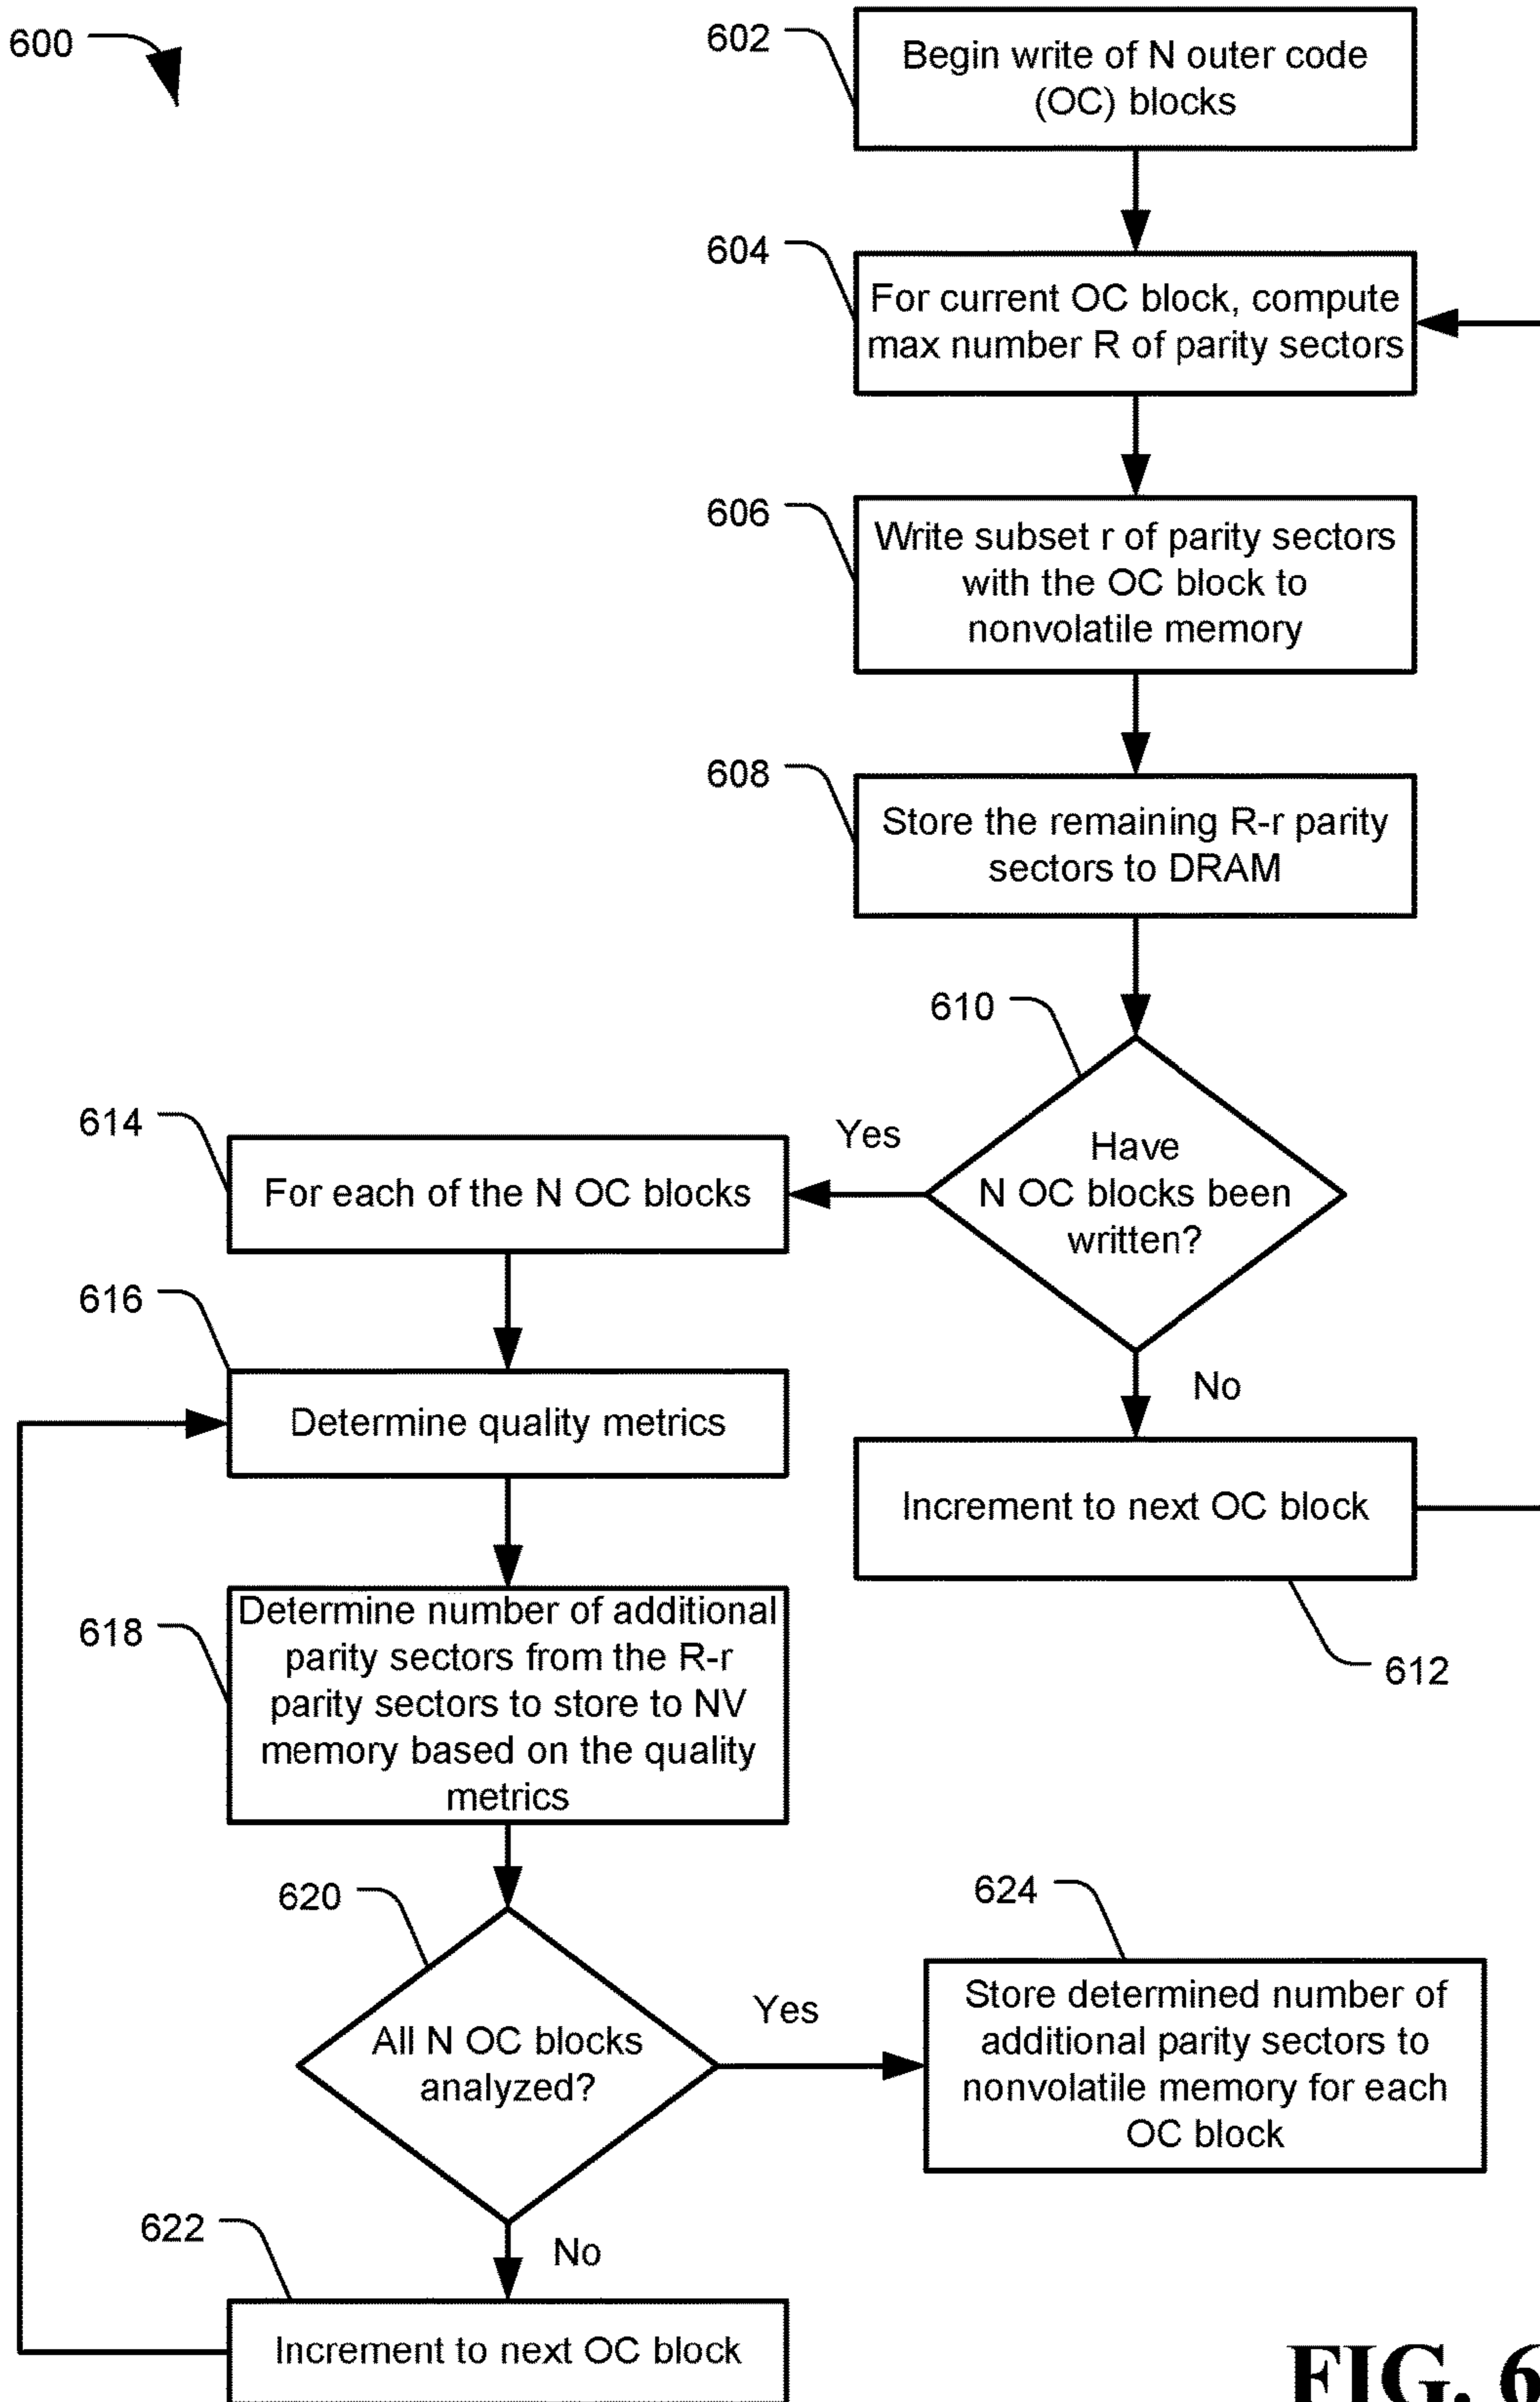 600
602
Begin write of N outer code
(OC) blocks
604
For current OC block, compute
max number R of parity sectors
606
Write subset r of parity sectors
with the OC block to
nonvolatile memory
608
Store the remaining R-r parity
sectors to DRAM
610
Have
N OC blocks been
written?
Yes
No
614
For each of the N OC blocks
616
Determine quality metrics
Increment to next OC block
612
618
Determine number of additional
parity sectors from the R-r
parity sectors to store to NV
memory based on the quality
metrics
620
All N OC blocks
analyzed?
Yes
624
Store determined number of
additional parity sectors to
nonvolatile memory for each
OC block
No
622
Increment to next OC block
FIG. 6